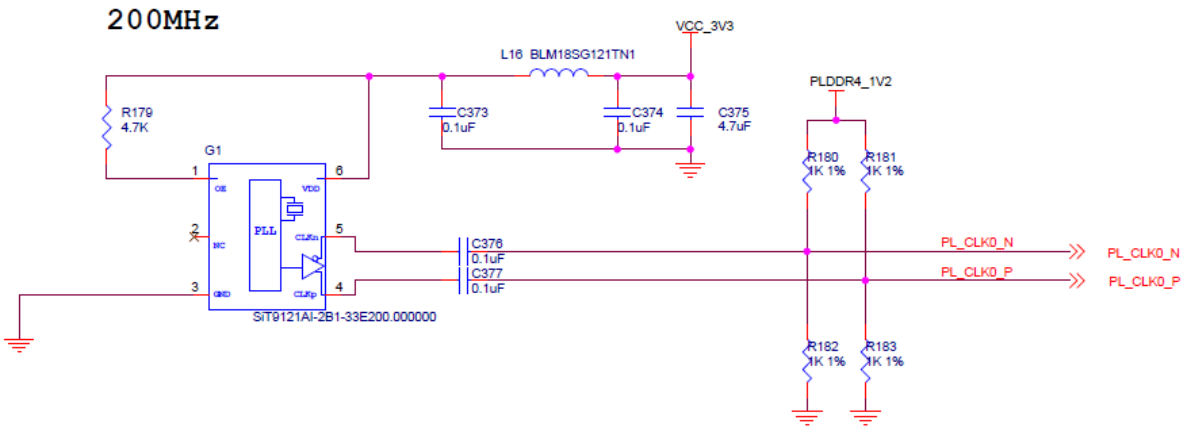 200MHz
VCC_3V3
L16 BLM18SG121TN1
PLDDR4_1V2
R179
4.7K
C373
0.1uF
C374
0.1uF
C375
4.7uF
G1
R180
1K 1%
R181
1K 1%
1
OE
VDD
6
2
NC
PLL
CLKn
5
C376
0.1uF
PL_CLK0_N
PL_CLK0_N
3
GND
CLKp
4
C377
0.1uF
PL_CLK0_P
PL_CLK0_P
SiT9121AI-2B1-33E200.000000
R182
1K 1%
R183
1K 1%